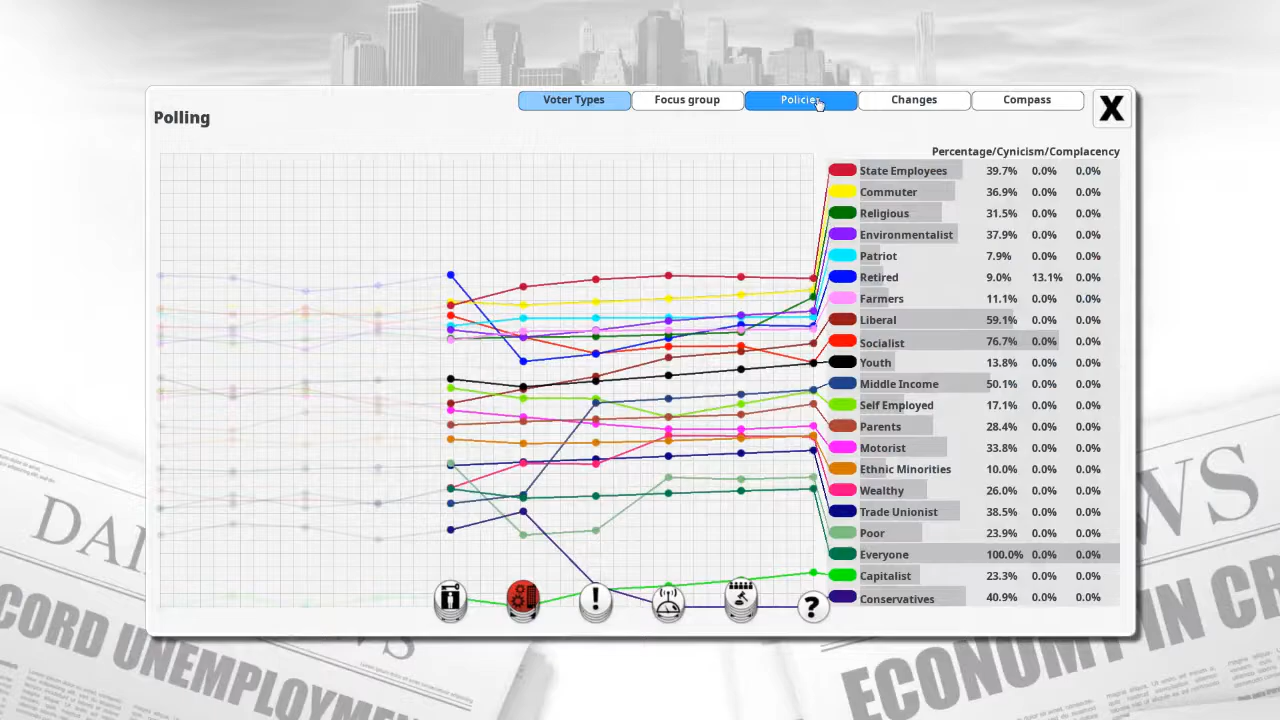 Voter Types Focus group Policies Changes Compass X
Polling
Percentage/Cynicism/Complacency
State Employees 39.7% 0.0% 0.0%
Commuter 36.9% 0.0% 0.0%
Religious 31.5% 0.0% 0.0%
Environmentalist 37.9% 0.0% 0.0%
Patriot 7.9% 0.0% 0.0%
Retired 9.0% 13.1% 0.0%
Farmers 11.1% 0.0% 0.0%
Liberal 59.1% 0.0% 0.0%
Socialist 76.7% 0.0% 0.0%
Youth 13.8% 0.0% 0.0%
Middle Income 50.1% 0.0% 0.0%
Self Employed 17.1% 0.0% 0.0%
Parents 28.4% 0.0% 0.0%
Motorist 33.8% 0.0% 0.0%
Ethnic Minorities 10.0% 0.0% 0.0%
Wealthy 26.0% 0.0% 0.0%
Trade Unionist 38.5% 0.0% 0.0%
Poor 23.9% 0.0% 0.0%
Everyone 100.0% 0.0% 0.0%
Capitalist 23.3% 0.0% 0.0%
Conservatives 40.9% 0.0% 0.0%
! ?
DAI
WS
CORD UNEMPLOYM
ECONOMY IN CR